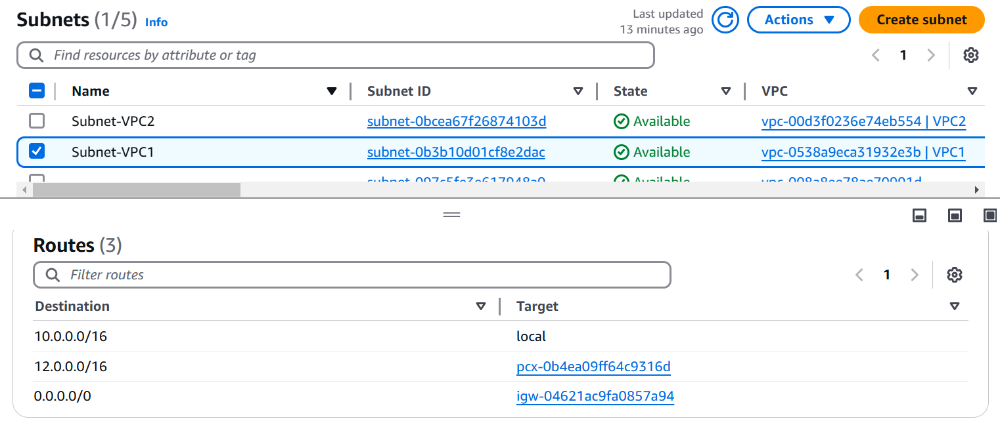 Subnets (1/5) Info
Last updated
13 minutes ago
Actions
Create subnet
Find resources by attribute or tag
1
Name Subnet ID State VPC
Subnet-VPC2 subnet-0bcea67f26874103d Available vpc-00d3f0236e74eb554 | VPC2
Subnet-VPC1 subnet-0b3b10d01cf8e2dac Available vpc-0538a9eca31932e3b | VPC1
Available
Routes (3)
Filter routes
1
Destination Target
10.0.0.0/16 local
12.0.0.0/16 pcx-0b4ea09ff64c9316d
0.0.0.0/0 igw-04621ac9fa0857a94